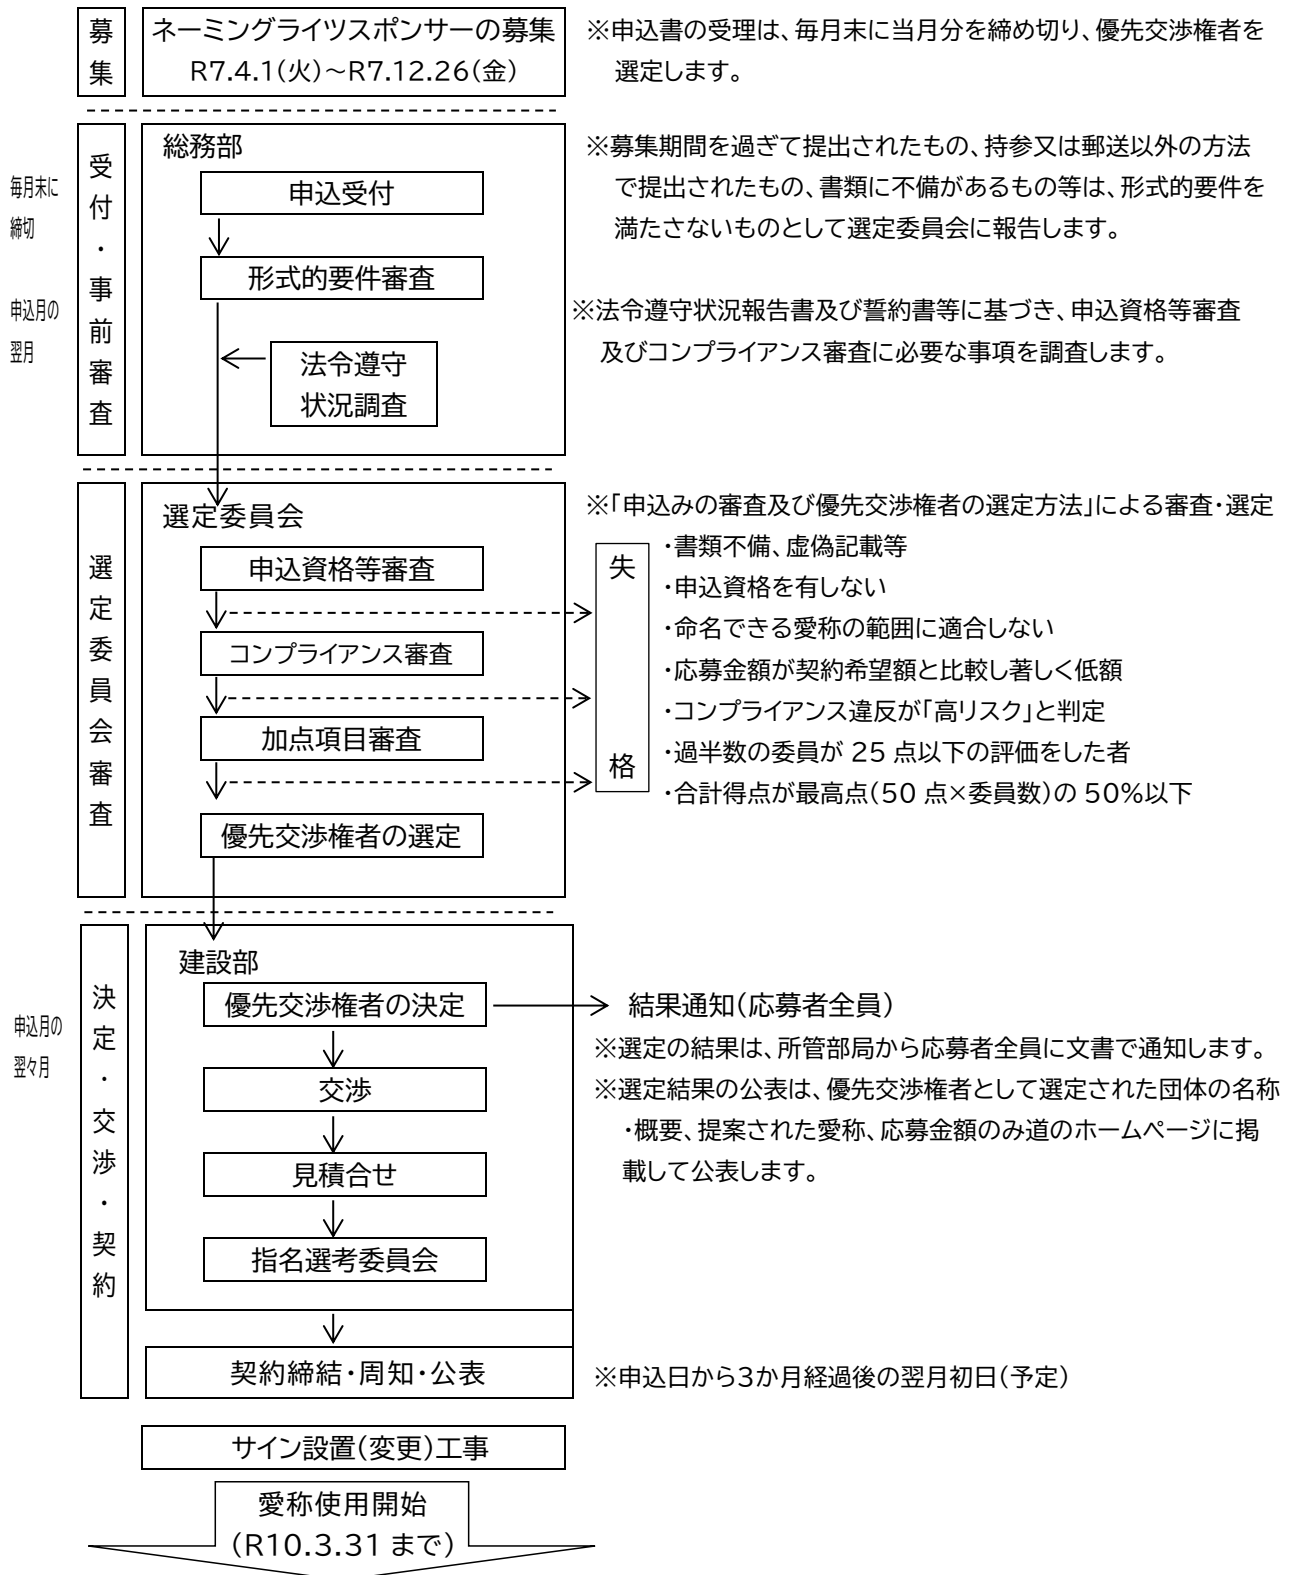 募集
ネーミングライツスポンサーの募集
R7.4.1(火)～R7.12.26(金)
※申込書の受理は、毎月末に当月分を締め切り、優先交渉権者を
選定します。
毎月末に
締切
申込月の
翌月
受付・事前審査
総務部
申込受付
形式的要件審査
法令遵守
状況調査
※募集期間を過ぎて提出されたもの、持参又は郵送以外の方法
で提出されたもの、書類に不備があるもの等は、形式的要件を
満たさないものとして選定委員会に報告します。
※法令遵守状況報告書及び誓約書等に基づき、申込資格等審査
及びコンプライアンス審査に必要な事項を調査します。
選定委員会審査
選定委員会
申込資格等審査
コンプライアンス審査
加点項目審査
優先交渉権者の選定
※「申込みの審査及び優先交渉権者の選定方法」による審査・選定
失格
・書類不備、虚偽記載等
・申込資格を有しない
・命名できる愛称の範囲に適合しない
・応募金額が契約希望額と比較し著しく低額
・コンプライアンス違反が「高リスク」と判定
・過半数の委員が 25 点以下の評価をした者
・合計得点が最高点(50 点×委員数)の 50%以下
申込月の
翌々月
決定・交渉・契約
建設部
優先交渉権者の決定
交渉
見積合せ
指名選考委員会
契約締結・周知・公表
結果通知(応募者全員)
※選定の結果は、所管部局から応募者全員に文書で通知します。
※選定結果の公表は、優先交渉権者として選定された団体の名称
・概要、提案された愛称、応募金額のみ道のホームページに掲
載して公表します。
※申込日から3か月経過後の翌月初日(予定)
サイン設置(変更)工事
愛称使用開始
(R10.3.31 まで)